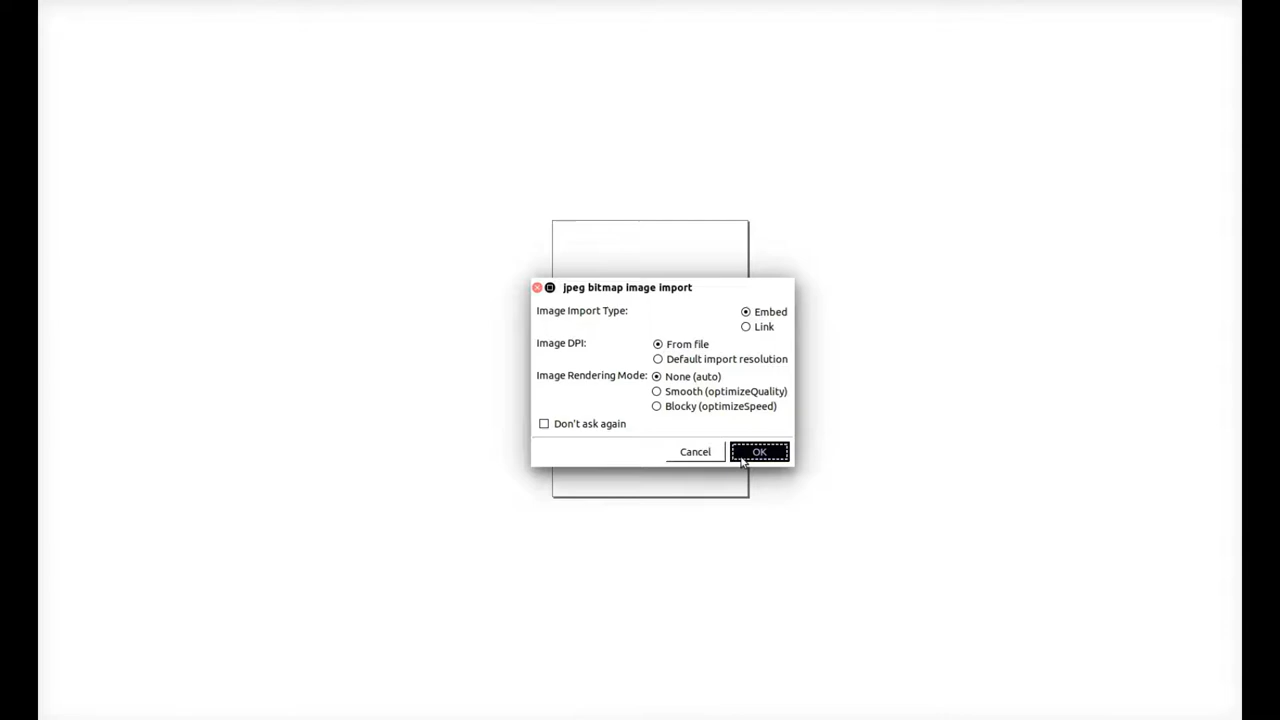 jpeg bitmap image import
Image Import Type:
Embed
Link
Image DPI:
From file
Default import resolution
Image Rendering Mode:
None (auto)
Smooth (optimizeQuality)
Blocky (optimizeSpeed)
Don't ask again
Cancel
OK